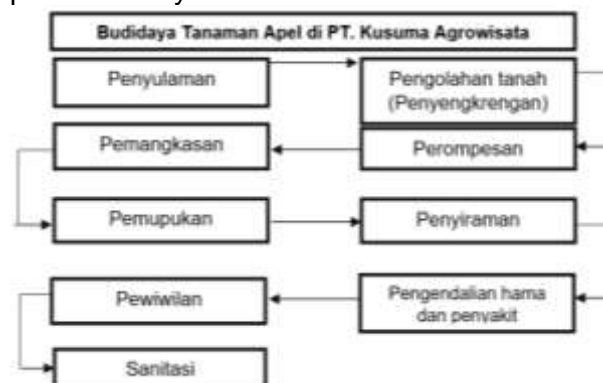 Budidaya Tanaman Apel di PT. Kusuma Agrowisata
Penyulaman
Pengolahan tanah
(Penyengkrengan)
Pemangkasan
Perompesan
Pemupukan
Penyiraman
Pewiwilan
Pengendalian hama
dan penyakit
Sanitasi